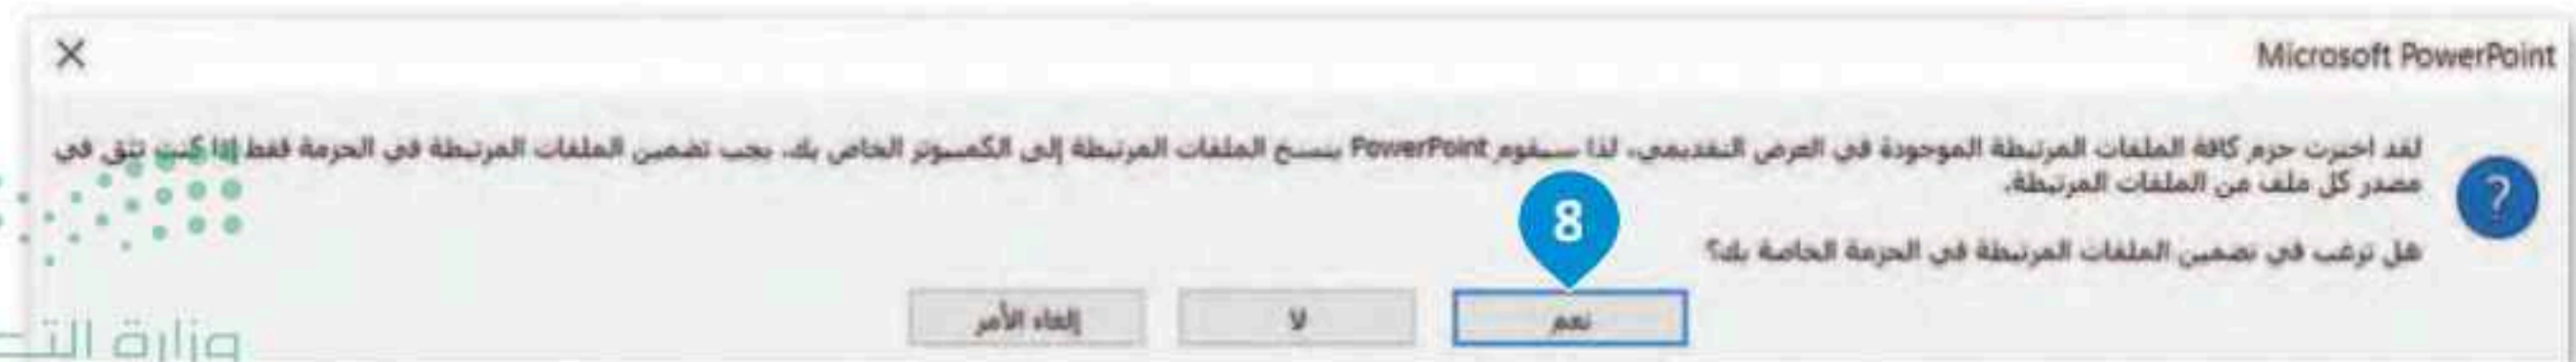 Microsoft PowerPoint
لقد اخترت حزم كافة الملفات المرتبطة الموجودة في العرض التقديمي، لذا سيقوم PowerPoint بنسخ الملفات المرتبطة إلى الكمبيوتر الخاص بك. يجب تضمين الملفات المرتبطة في الحزمة فقط إذا كنت تثق في
مصدر كل ملف من الملفات المرتبطة.
هل ترغب في تضمين الملفات المرتبطة في الحزمة الخاصة بك؟
8
نعم
لا
إلغاء الأمر
وزارة التـ